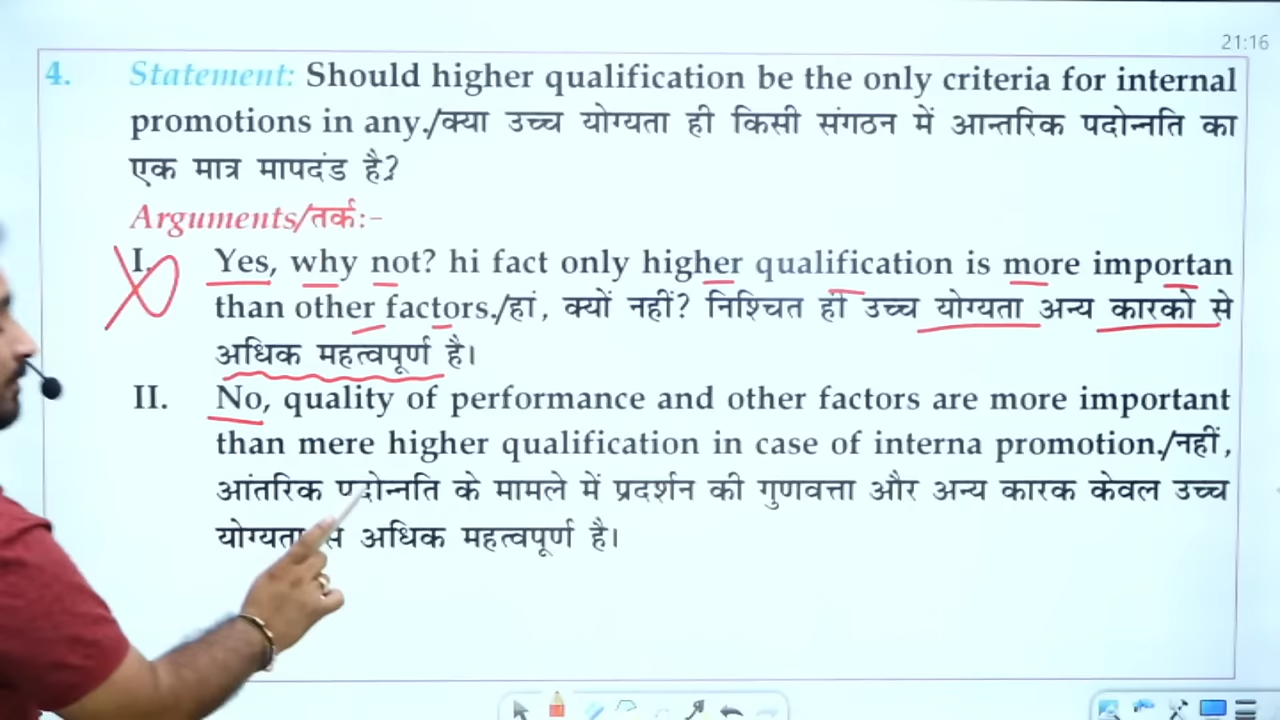 21:16
4. Statement: Should higher qualification be the only criteria for internal
promotions in any./क्या उच्च योग्यता ही किसी संगठन में आन्तरिक पदोन्नति का
एक मात्र मापदंड है?
Arguments/तर्क:-
I. Yes, why not? hi fact only higher qualification is more importan
than other factors./हां, क्यों नहीं? निश्चित ही उच्च योग्यता अन्य कारको से
अधिक महत्वपूर्ण है।
II. No, quality of performance and other factors are more important
than mere higher qualification in case of interna promotion./नहीं,
आंतरिक पदोन्नति के मामले में प्रदर्शन की गुणवत्ता और अन्य कारक केवल उच्च
योग्यता से अधिक महत्वपूर्ण है।